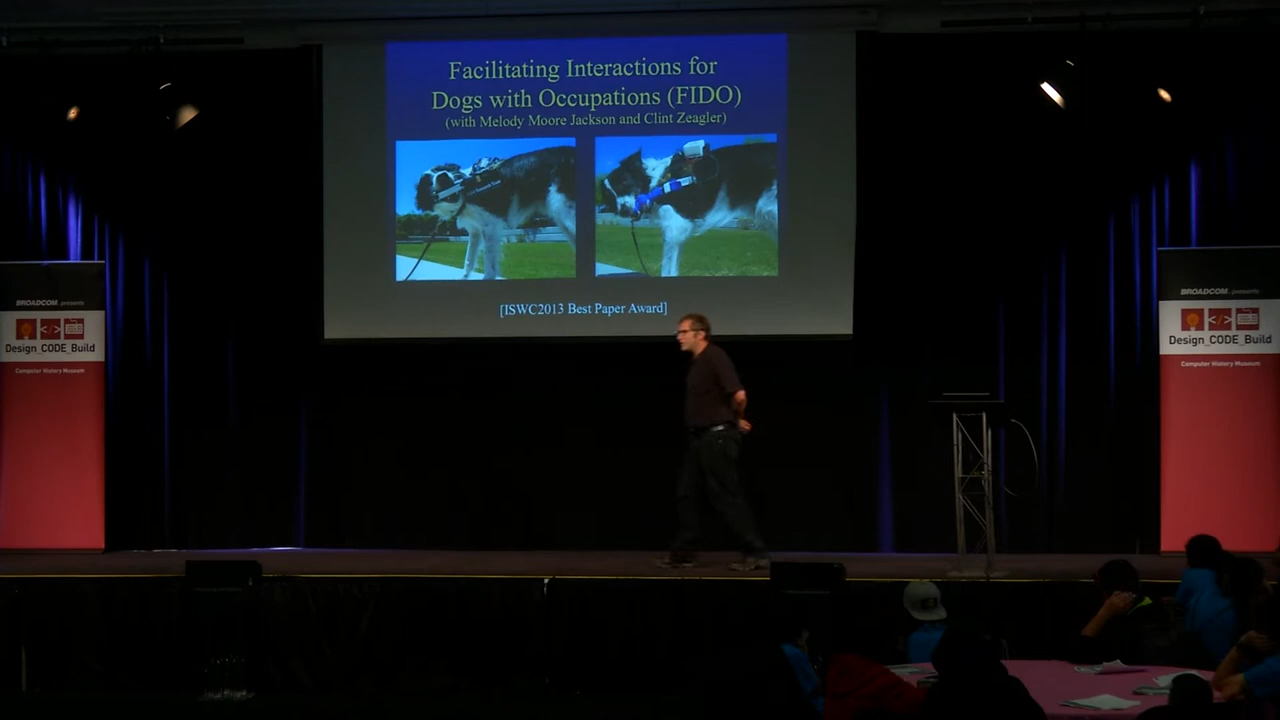 Facilitating Interactions for
Dogs with Occupations (FIDO)
(with Melody Moore Jackson and Clint Zeagler)
[ISWC2013 Best Paper Award]
BROADCOM. presents
</>
Design_CODE_Build
Computer History Museum
BROADCOM. presents
</>
Design_CODE_Build
Computer History Museum